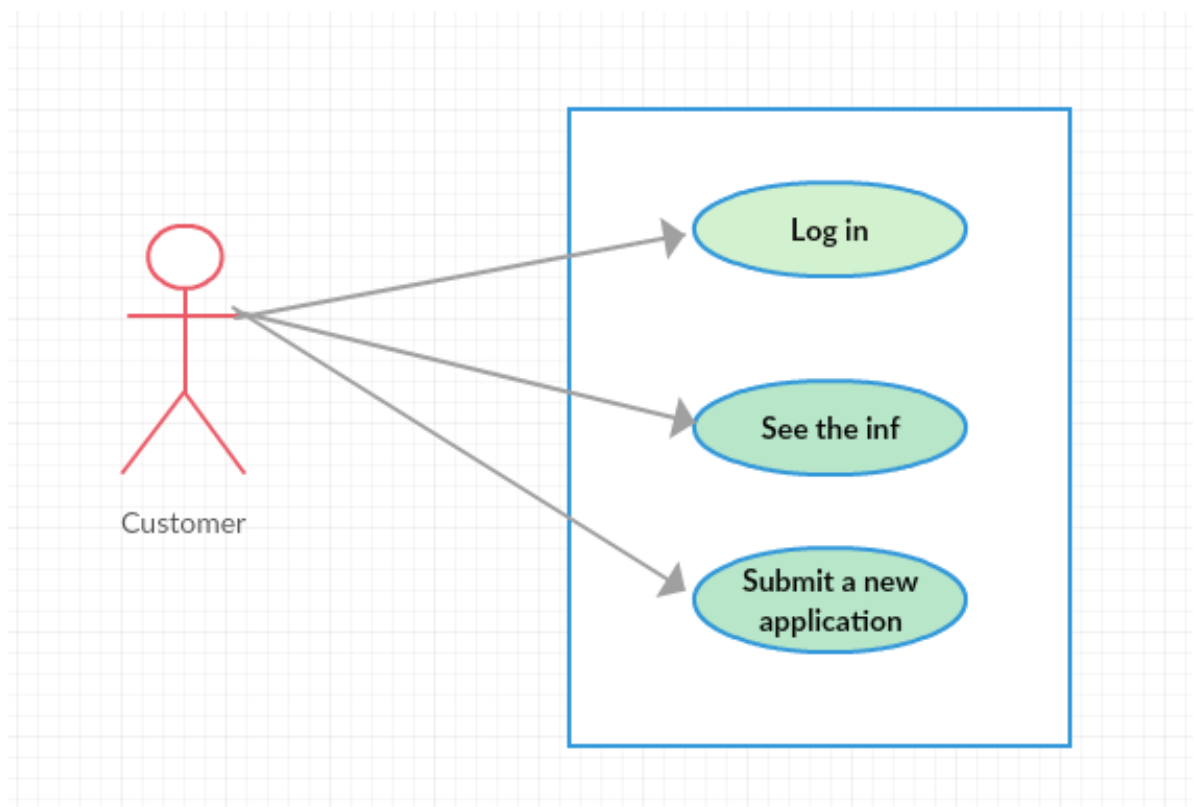 Log in
See the inf
Customer
Submit a new
application